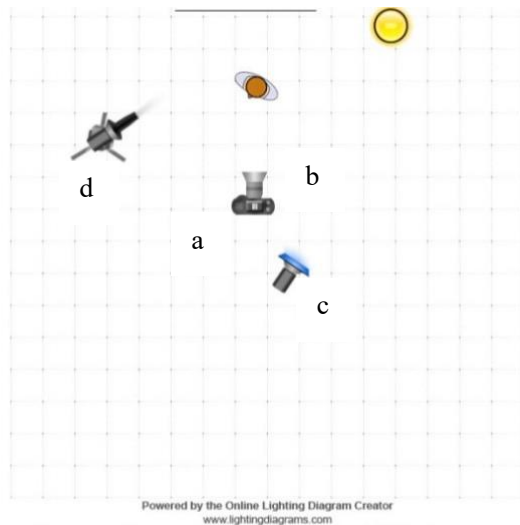 d
b
a
c
Powered by the Online Lighting Diagram Creator
www.lightingdiagrams.com